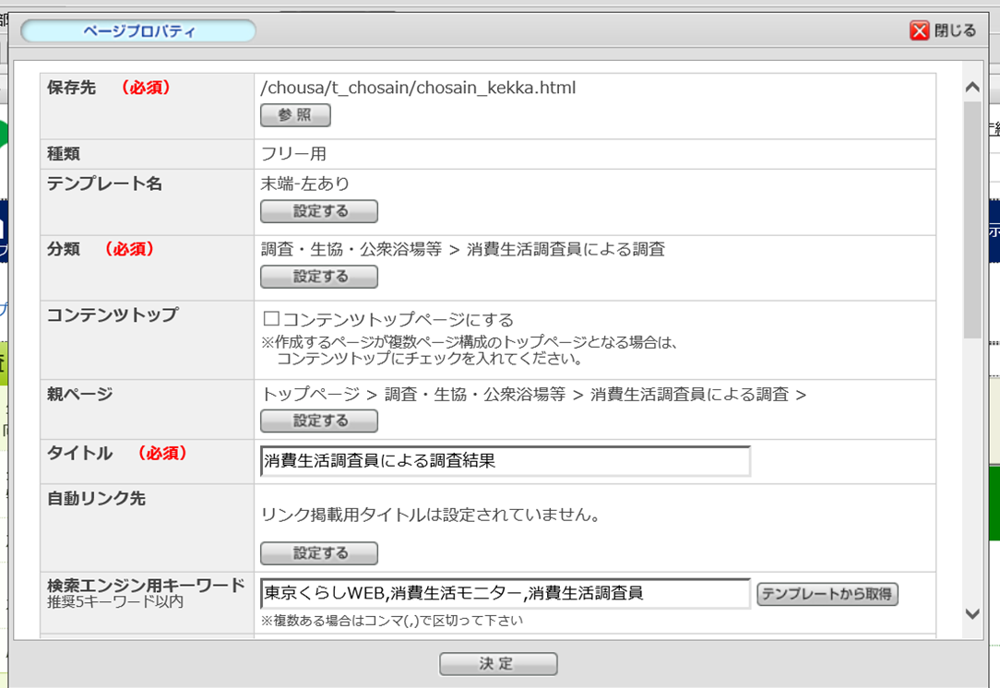 ページプロパティ
閉じる
保存先 （必須）
/chousa/t_chosain/chosain_kekka.html
参 照
種類
フリー用
テンプレート名
末端-左あり
設定する
分類 （必須）
調査・生協・公衆浴場等 > 消費生活調査員による調査
設定する
コンテンツトップ
コンテンツトップページにする
※作成するページが複数ページ構成のトップページとなる場合は、
コンテンツトップにチェックを入れてください。
親ページ
トップページ > 調査・生協・公衆浴場等 > 消費生活調査員による調査 >
設定する
タイトル （必須）
消費生活調査員による調査結果
自動リンク先
リンク掲載用タイトルは設定されていません。
設定する
検索エンジン用キーワード
推奨5キーワード以内
東京くらしWEB,消費生活モニター,消費生活調査員
テンプレートから取得
※複数ある場合はコンマ(,)で区切って下さい
決 定